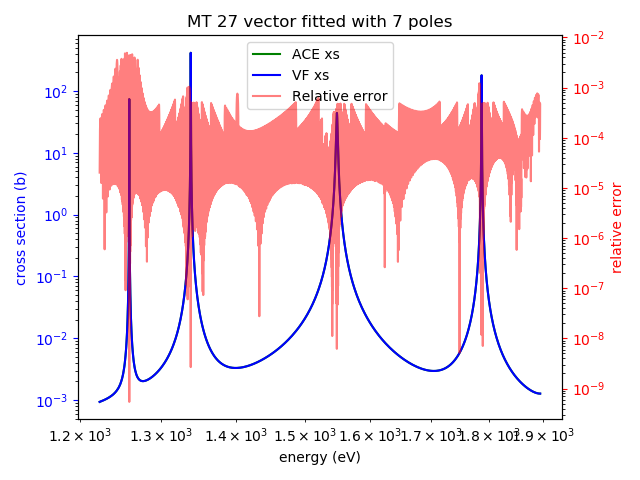 MT 27 vector fitted with 7 poles
ACE xs
VF xs
Relative error
cross section (b)
10²
10¹
10⁰
10⁻¹
10⁻²
10⁻³
10⁻²
10⁻³
10⁻⁴
10⁻⁵
10⁻⁶
10⁻⁷
10⁻⁸
10⁻⁹
relative error
1.2 × 10³ 1.3 × 10³ 1.4 × 10³ 1.5 × 10³ 1.6 × 10³ 1.7 × 10³ 1.8 × 10³ 1.9 × 10³
energy (eV)